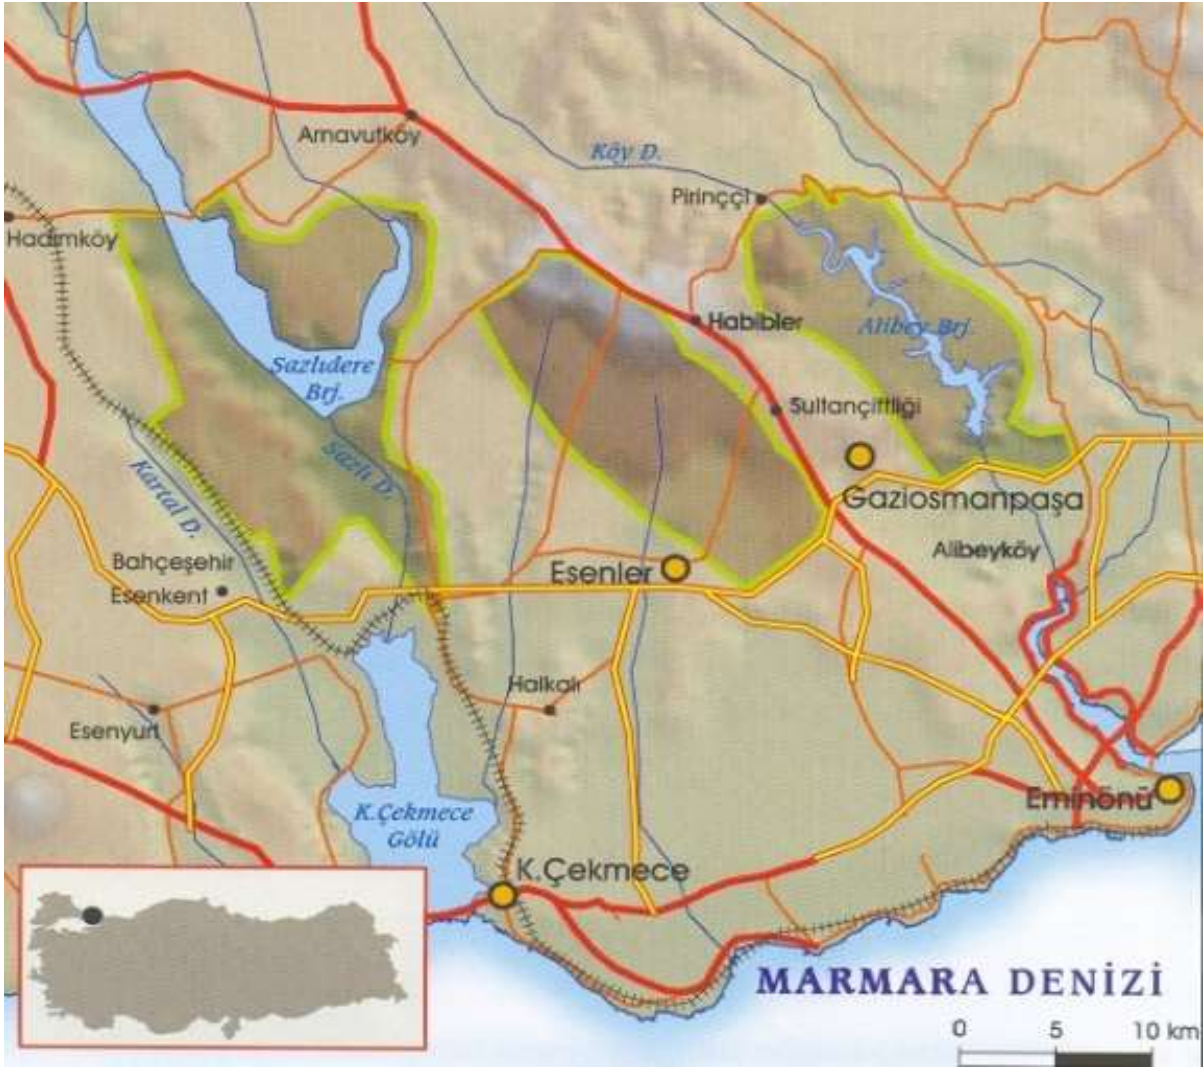 Arnavutköy
Köy D.
Pirinççi
Hadımköy
Habibler
Alibey Brj.
Sazlıdere
Brj.
Sultançiftliği
Sazlı D.
Kartal D.
Gaziosmanpaşa
Alibeyköy
Bahçeşehir
Esenkent
Esenler
Halkalı
Esenyurt
K.Çekmece
Gölü
Eminönü
K.Çekmece
MARMARA DENİZİ
0 5 10 km